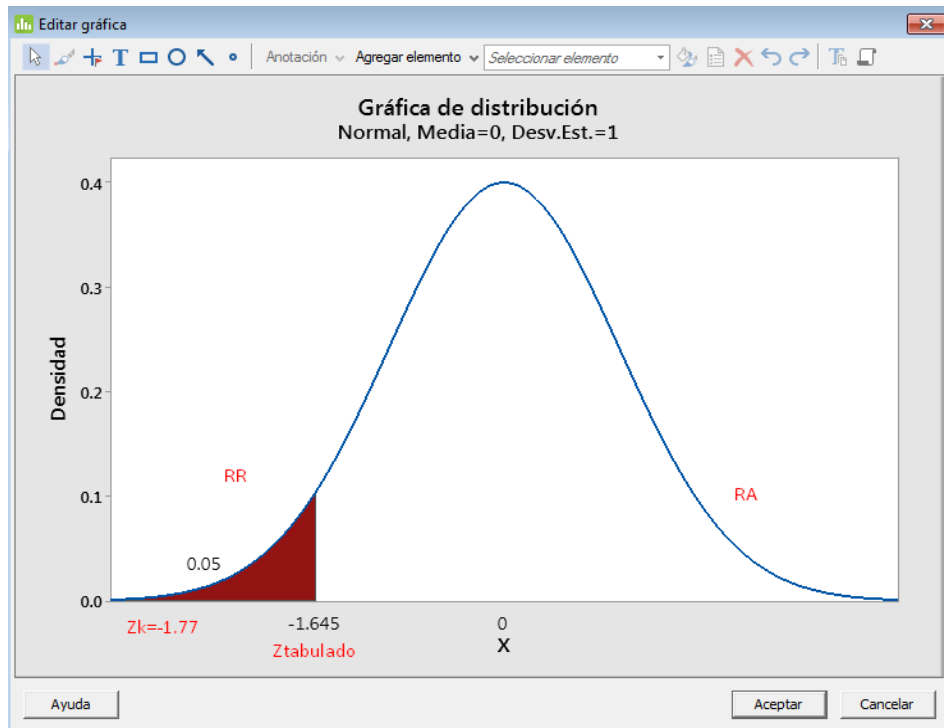 Editar gráfica
Anotación Agregar elemento Seleccionar elemento
Gráfica de distribución
Normal, Media=0, Desv.Est.=1
0.4
0.3
0.2
0.1
0.0
Densidad
RR
RA
0.05
Zk=-1.77
-1.645
0
Ztabulado
X
Ayuda
Aceptar
Cancelar